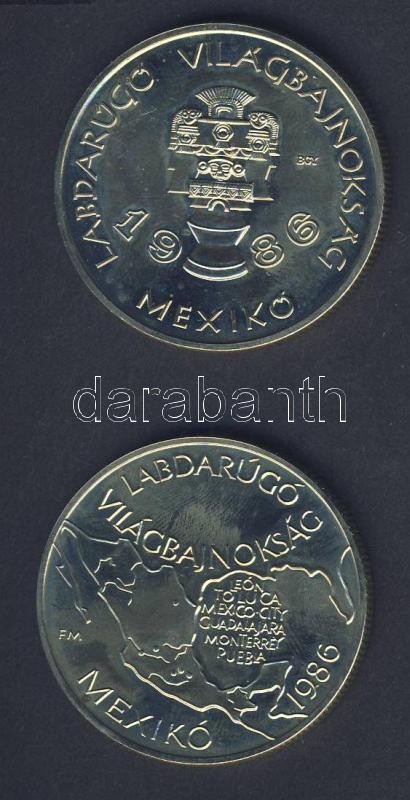 LABDARÚGÓ VILÁGBAJNOKSÁG
BGY
1986
MEXIKÓ
darabanth
LABDARÚGÓ
VILÁGBAJNOKSÁG
LEÓN
TOLUCA
MEXICO-CITY
GUADALAJARA
MONTERREY
PUEBLA
F.M.
MEXIKÓ
1986